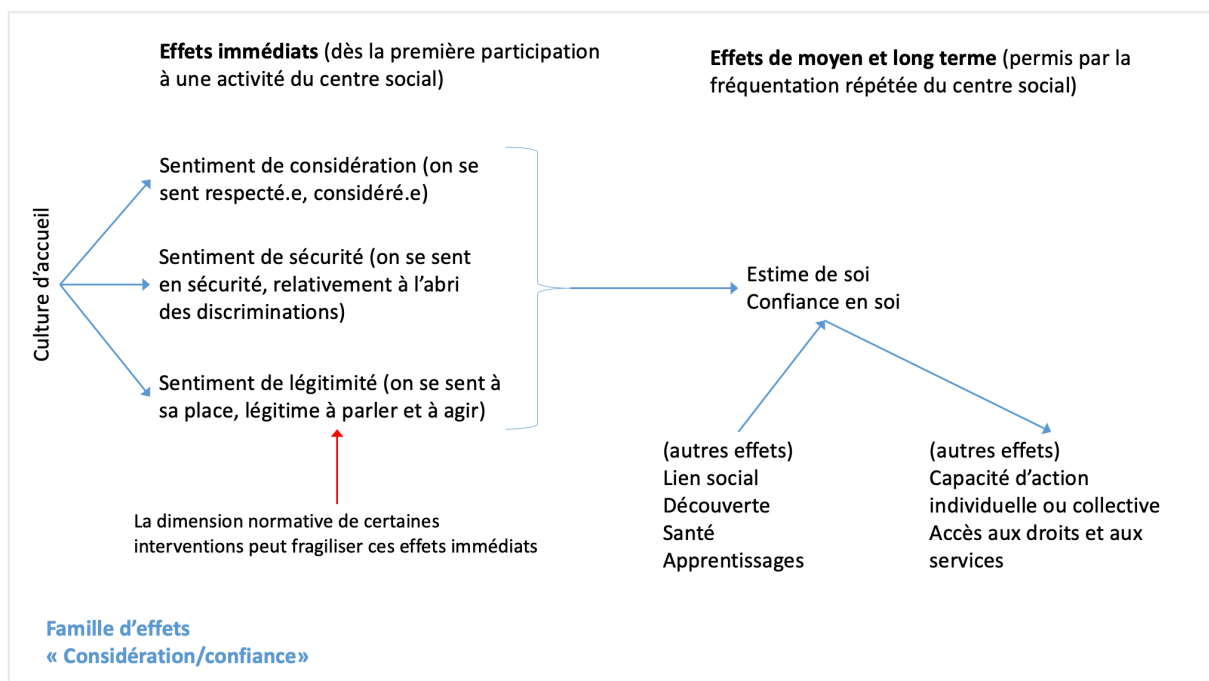 Effets immédiats (dès la première participation
à une activité du centre social)
Effets de moyen et long terme (permis par la
fréquentation répétée du centre social)
Culture d’accueil
Sentiment de considération (on se
sent respecté.e, considéré.e)
Sentiment de sécurité (on se sent
en sécurité, relativement à l’abri
des discriminations)
Sentiment de légitimité (on se sent à
sa place, légitime à parler et à agir)
La dimension normative de certaines
interventions peut fragiliser ces effets immédiats
Estime de soi
Confiance en soi
(autres effets)
Lien social
Découverte
Santé
Apprentissages
(autres effets)
Capacité d’action
individuelle ou collective
Accès aux droits et aux
services
Famille d’effets
« Considération/confiance»